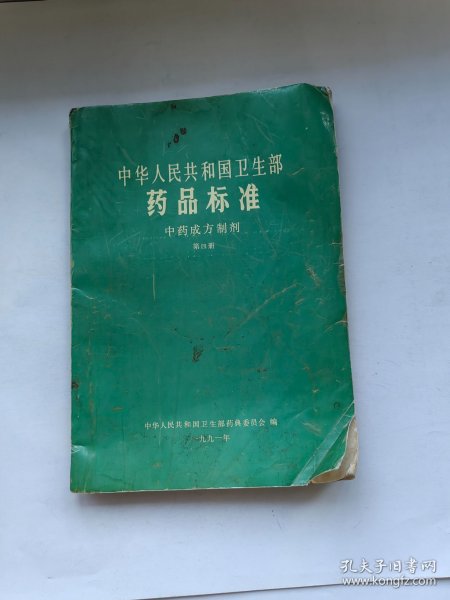 中华人民共和国卫生部
药品标准
中药成方制剂
第四册
中华人民共和国卫生部药典委员会 编
一九九一年
孔夫子旧书网
www.kongfz.com